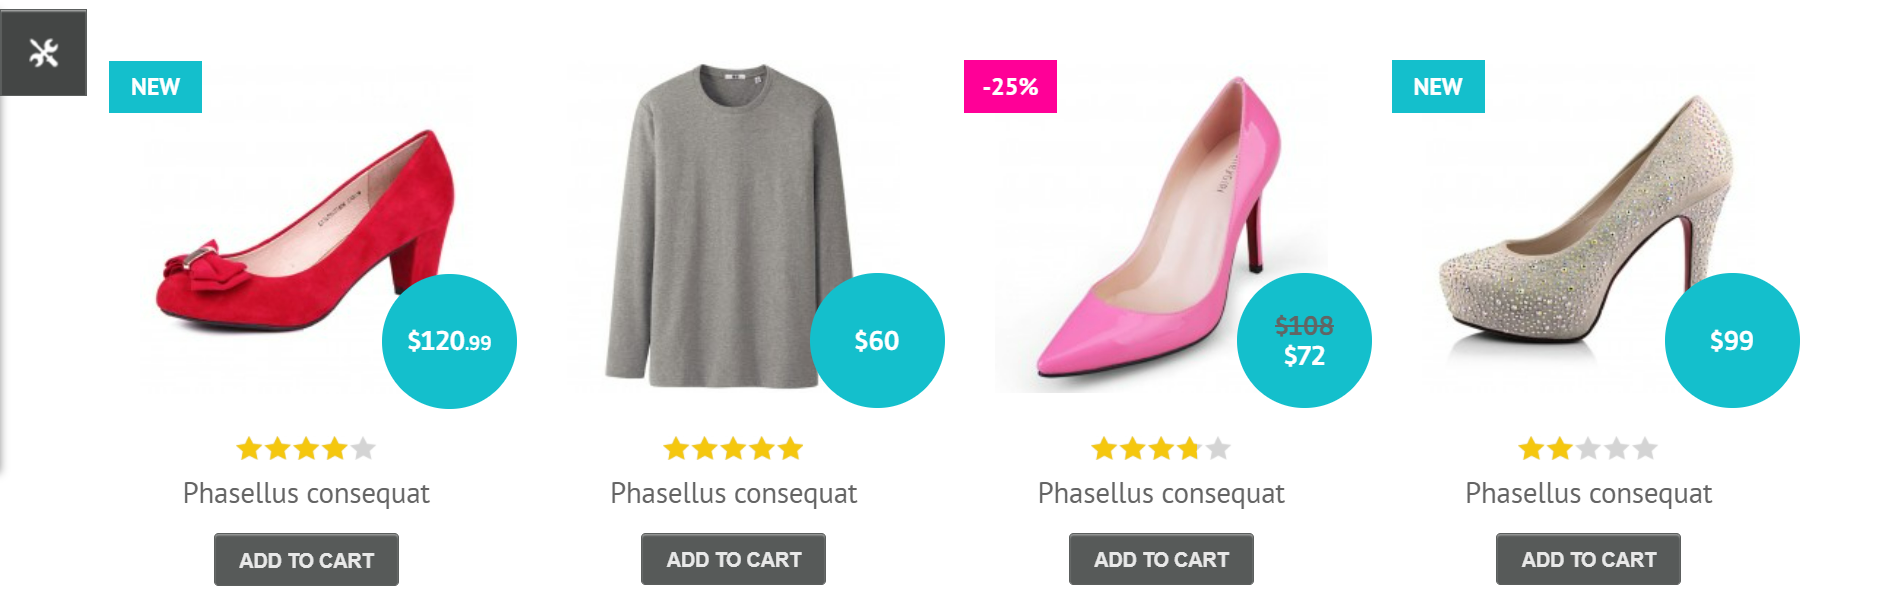 NEW
-25%
NEW
$120.99
$60
$108
$72
$99
Phasellus consequat
Phasellus consequat
Phasellus consequat
Phasellus consequat
ADD TO CART
ADD TO CART
ADD TO CART
ADD TO CART